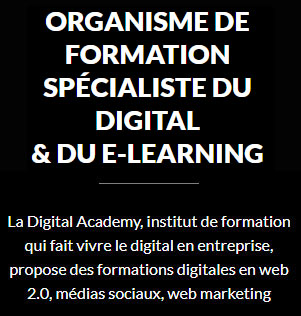 ORGANISME DE
FORMATION
SPÉCIALISTE DU
DIGITAL
& DU E-LEARNING
La Digital Academy, institut de formation
qui fait vivre le digital en entreprise,
propose des formations digitales en web
2.0, médias sociaux, web marketing